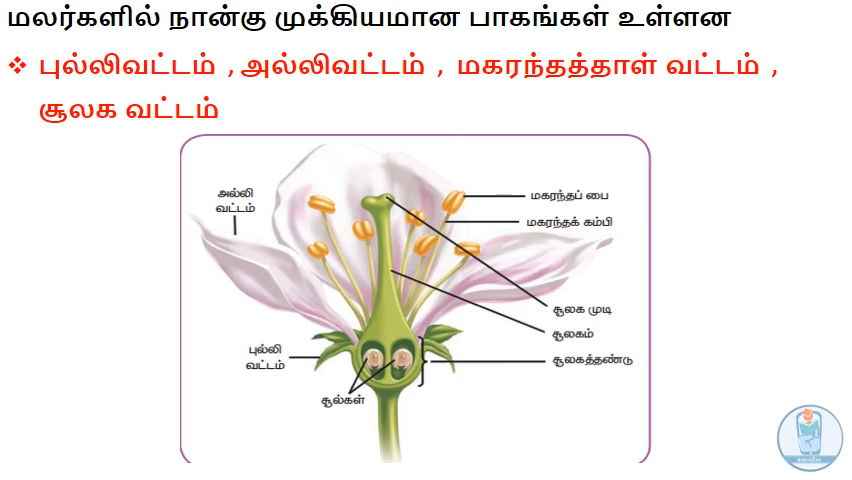 மலர்களில் நான்கு முக்கியமான பாகங்கள் உள்ளன
❖ புல்லிவட்டம் , அல்லிவட்டம் , மகரந்தத்தாள் வட்டம் ,
சூலக வட்டம்
அல்லி
வட்டம்
மகரந்தப் பை
மகரந்தக் கம்பி
சூலக முடி
சூலகம்
புல்லி
வட்டம்
சூலகத்தண்டு
சூல்கள்